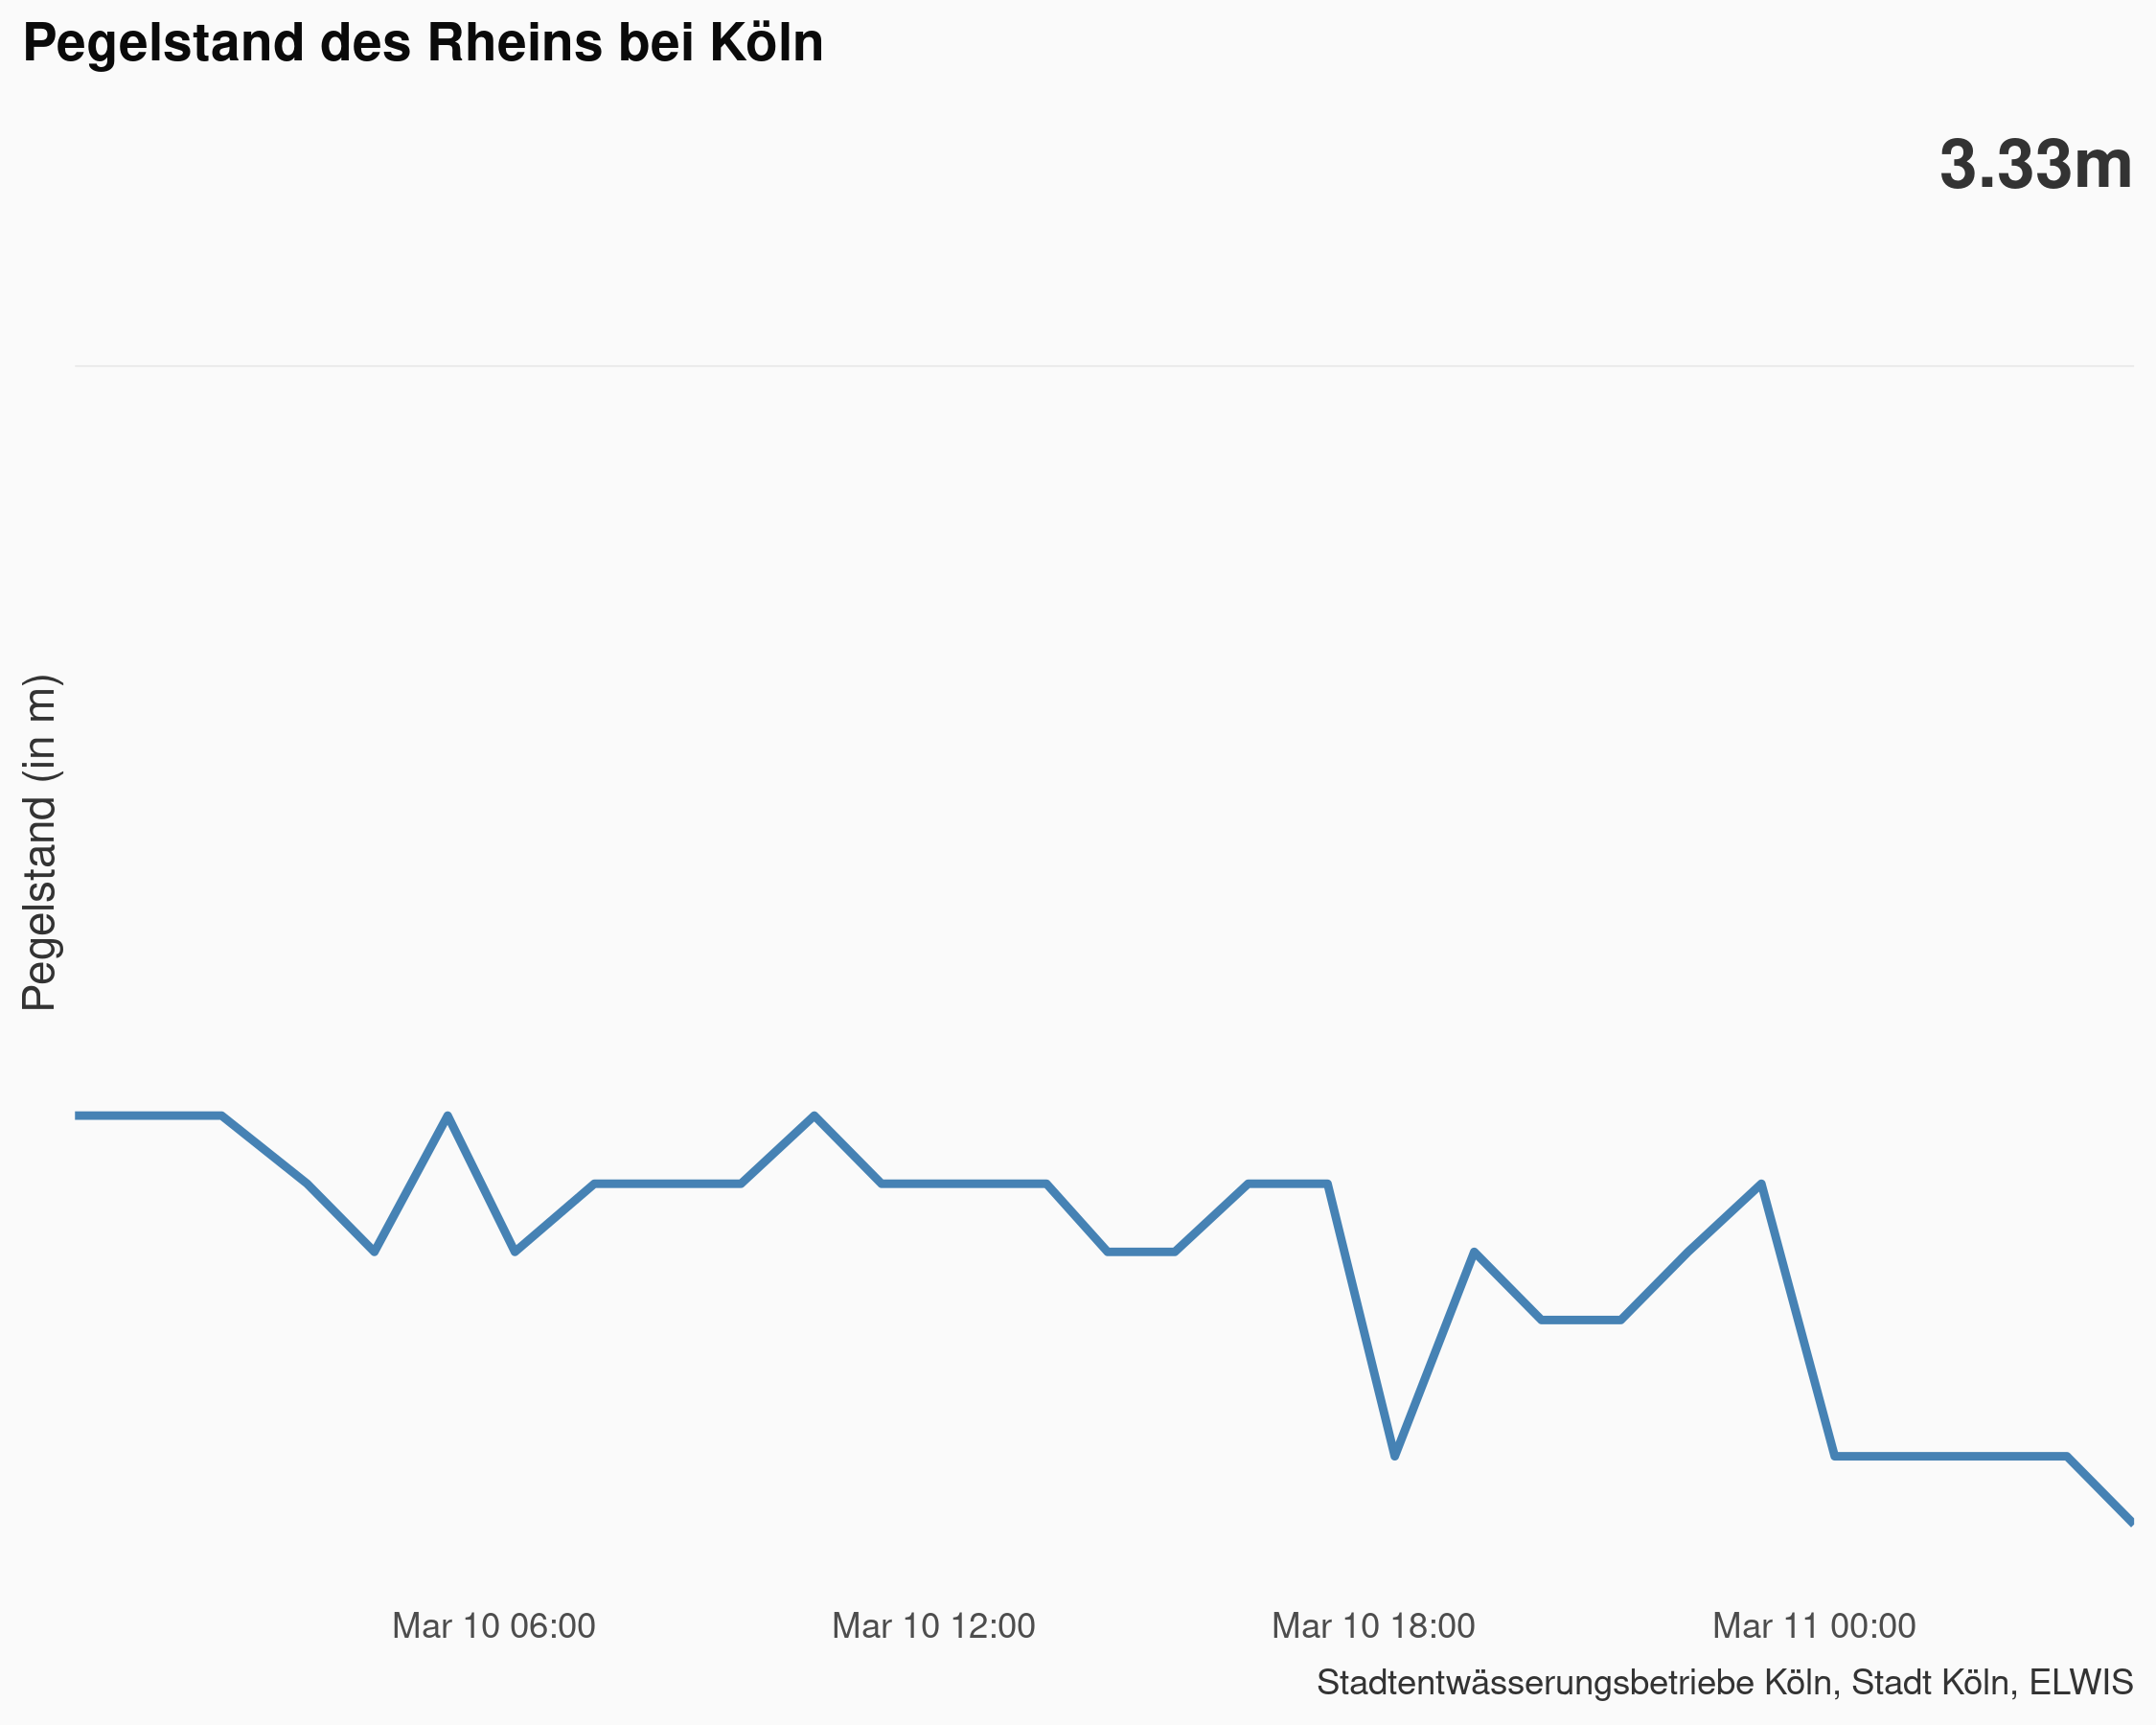 Pegelstand des Rheins bei Köln
3.33m
Pegelstand (in m)
Mar 10 06:00
Mar 10 12:00
Mar 10 18:00
Mar 11 00:00
Stadtentwässerungsbetriebe Köln, Stadt Köln, ELWIS